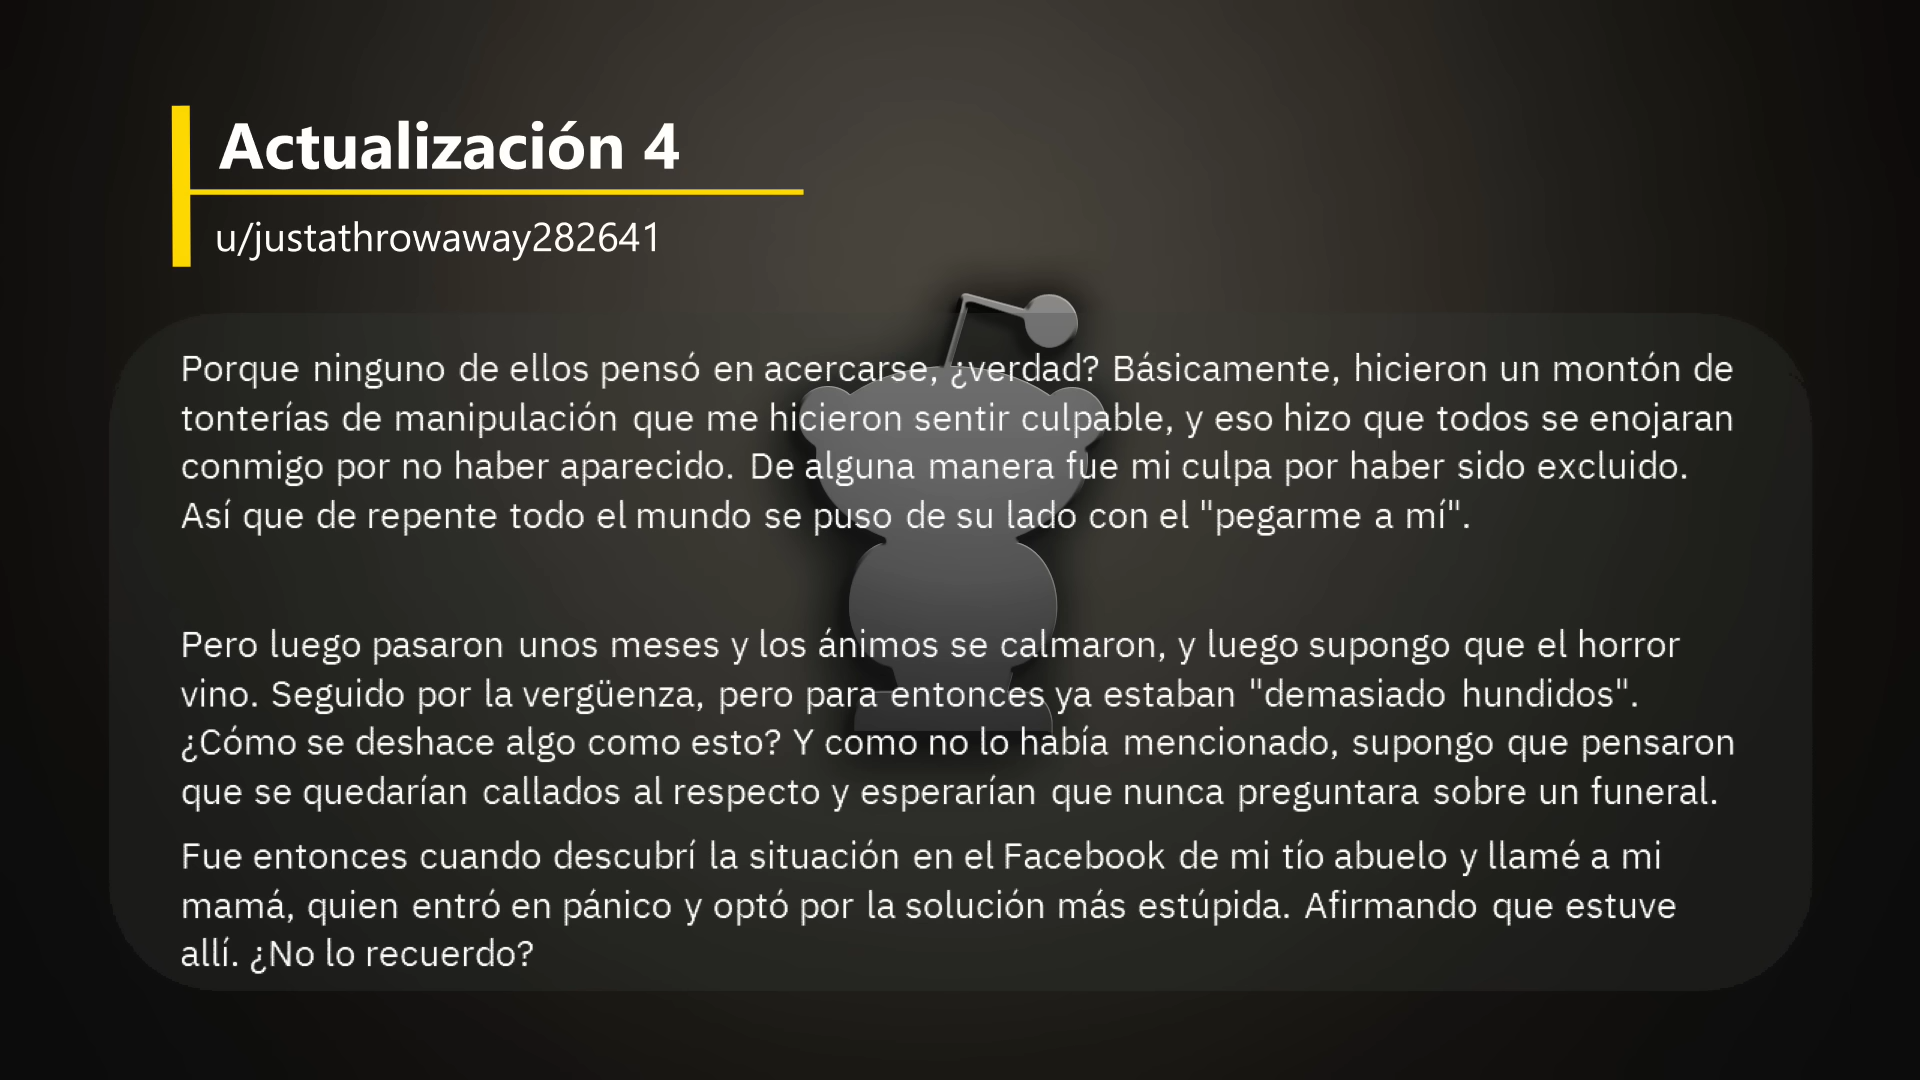 Actualización 4
u/justathrowaway282641
Porque ninguno de ellos pensó en acercarse, ¿verdad? Básicamente, hicieron un montón de
tonterías de manipulación que me hicieron sentir culpable, y eso hizo que todos se enojaran
conmigo por no haber aparecido. De alguna manera fue mi culpa por haber sido excluido.
Así que de repente todo el mundo se puso de su lado con el "pegarme a mí".
Pero luego pasaron unos meses y los ánimos se calmaron, y luego supongo que el horror
vino. Seguido por la vergüenza, pero para entonces ya estaban "demasiado hundidos".
¿Cómo se deshace algo como esto? Y como no lo había mencionado, supongo que pensaron
que se quedarían callados al respecto y esperarían que nunca preguntara sobre un funeral.
Fue entonces cuando descubrí la situación en el Facebook de mi tío abuelo y llamé a mi
mamá, quien entró en pánico y optó por la solución más estúpida. Afirmando que estuve
allí. ¿No lo recuerdo?